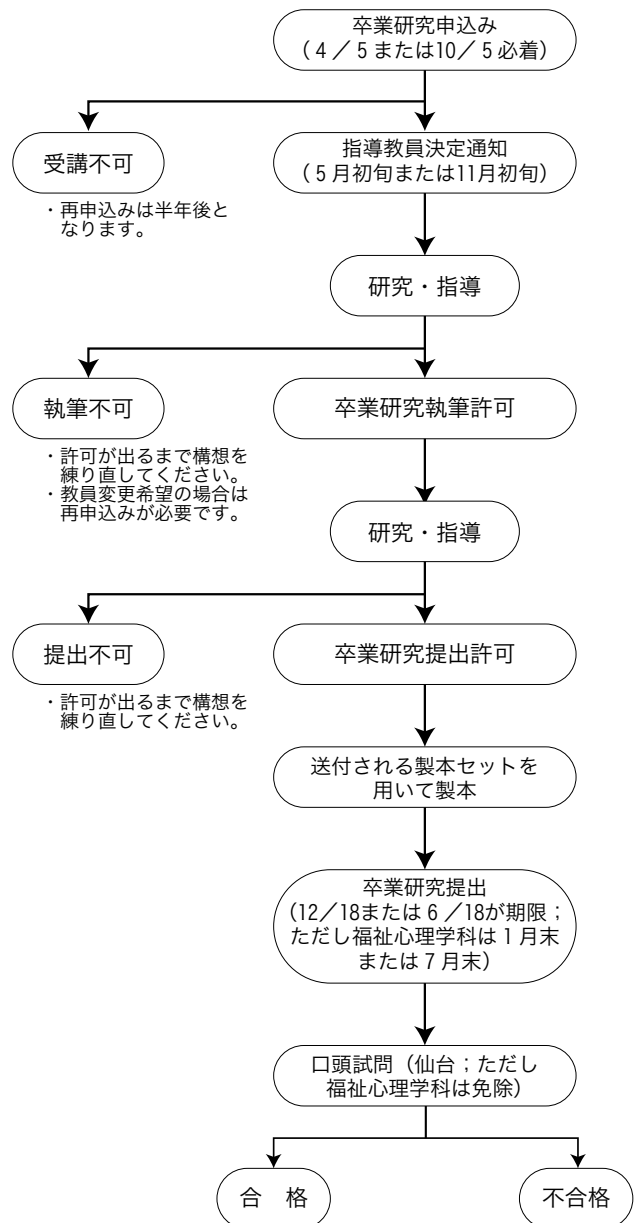 卒業研究申込み
(4/5または10/5必着)
受講不可
指導教員決定通知
(5月初旬または11月初旬)
・再申込みは半年後と
なります。
研究・指導
執筆不可
卒業研究執筆許可
・許可が出るまで構想を
練り直してください。
・教員変更希望の場合は
再申込みが必要です。
研究・指導
提出不可
卒業研究提出許可
・許可が出るまで構想を
練り直してください。
送付される製本セットを
用いて製本
卒業研究提出
(12/18または6/18が期限;
ただし福祉心理学科は1月末
または7月末)
口頭試問(仙台;ただし
福祉心理学科は免除)
合 格
不合格